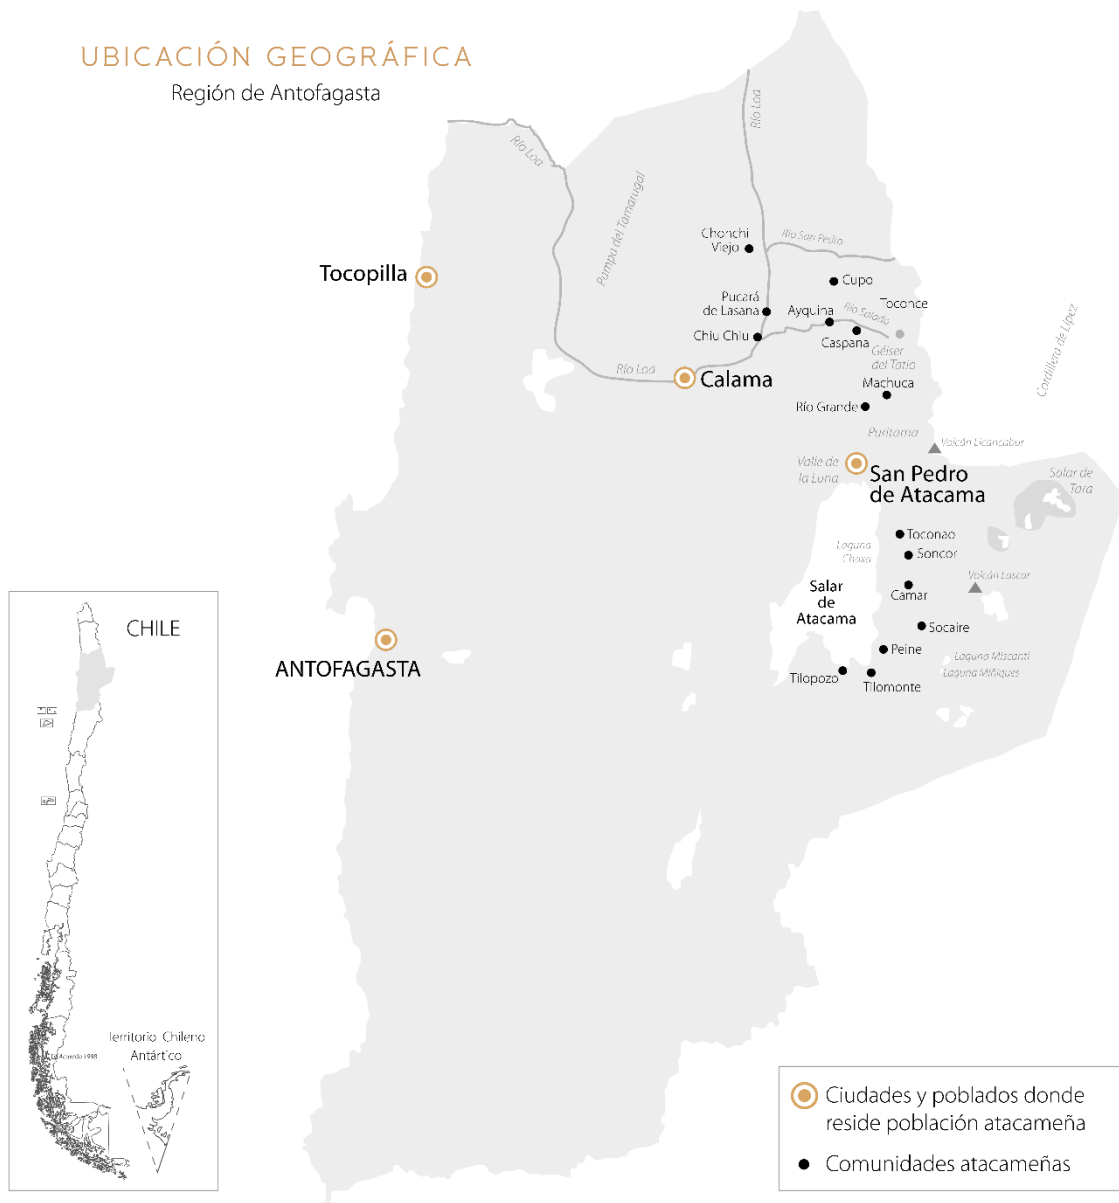 UBICACIÓN GEOGRÁFICA
Región de Antofagasta
Río Loa
Río Loa
Pampa del Tamarugal
Chonchi
Viejo
Río San Pedro
Tocopilla
Cupo
Pucará
de Lasana
Ayquina
Río Salado
Toconce
Chiu Chiu
Caspana
Géiser
del Tatio
Cordillera de Lípez
Río Loa
Calama
Machuca
Río Grande
Puritama
Volcán Licancabur
Valle de
la Luna
San Pedro
de Atacama
Solar de
Tara
Toconao
Laguna
Chaxa
Soncor
Volcán Lascar
Salar
de
Atacama
Camar
Socaire
Peine
Laguna Miscanti
Laguna Miñiques
Tilopozo
Tilomonte
ANTOFAGASTA
CHILE
Territorio Chileno
Antártico
Acuerdo 1998
Ciudades y poblados donde
reside población atacameña
Comunidades atacameñas